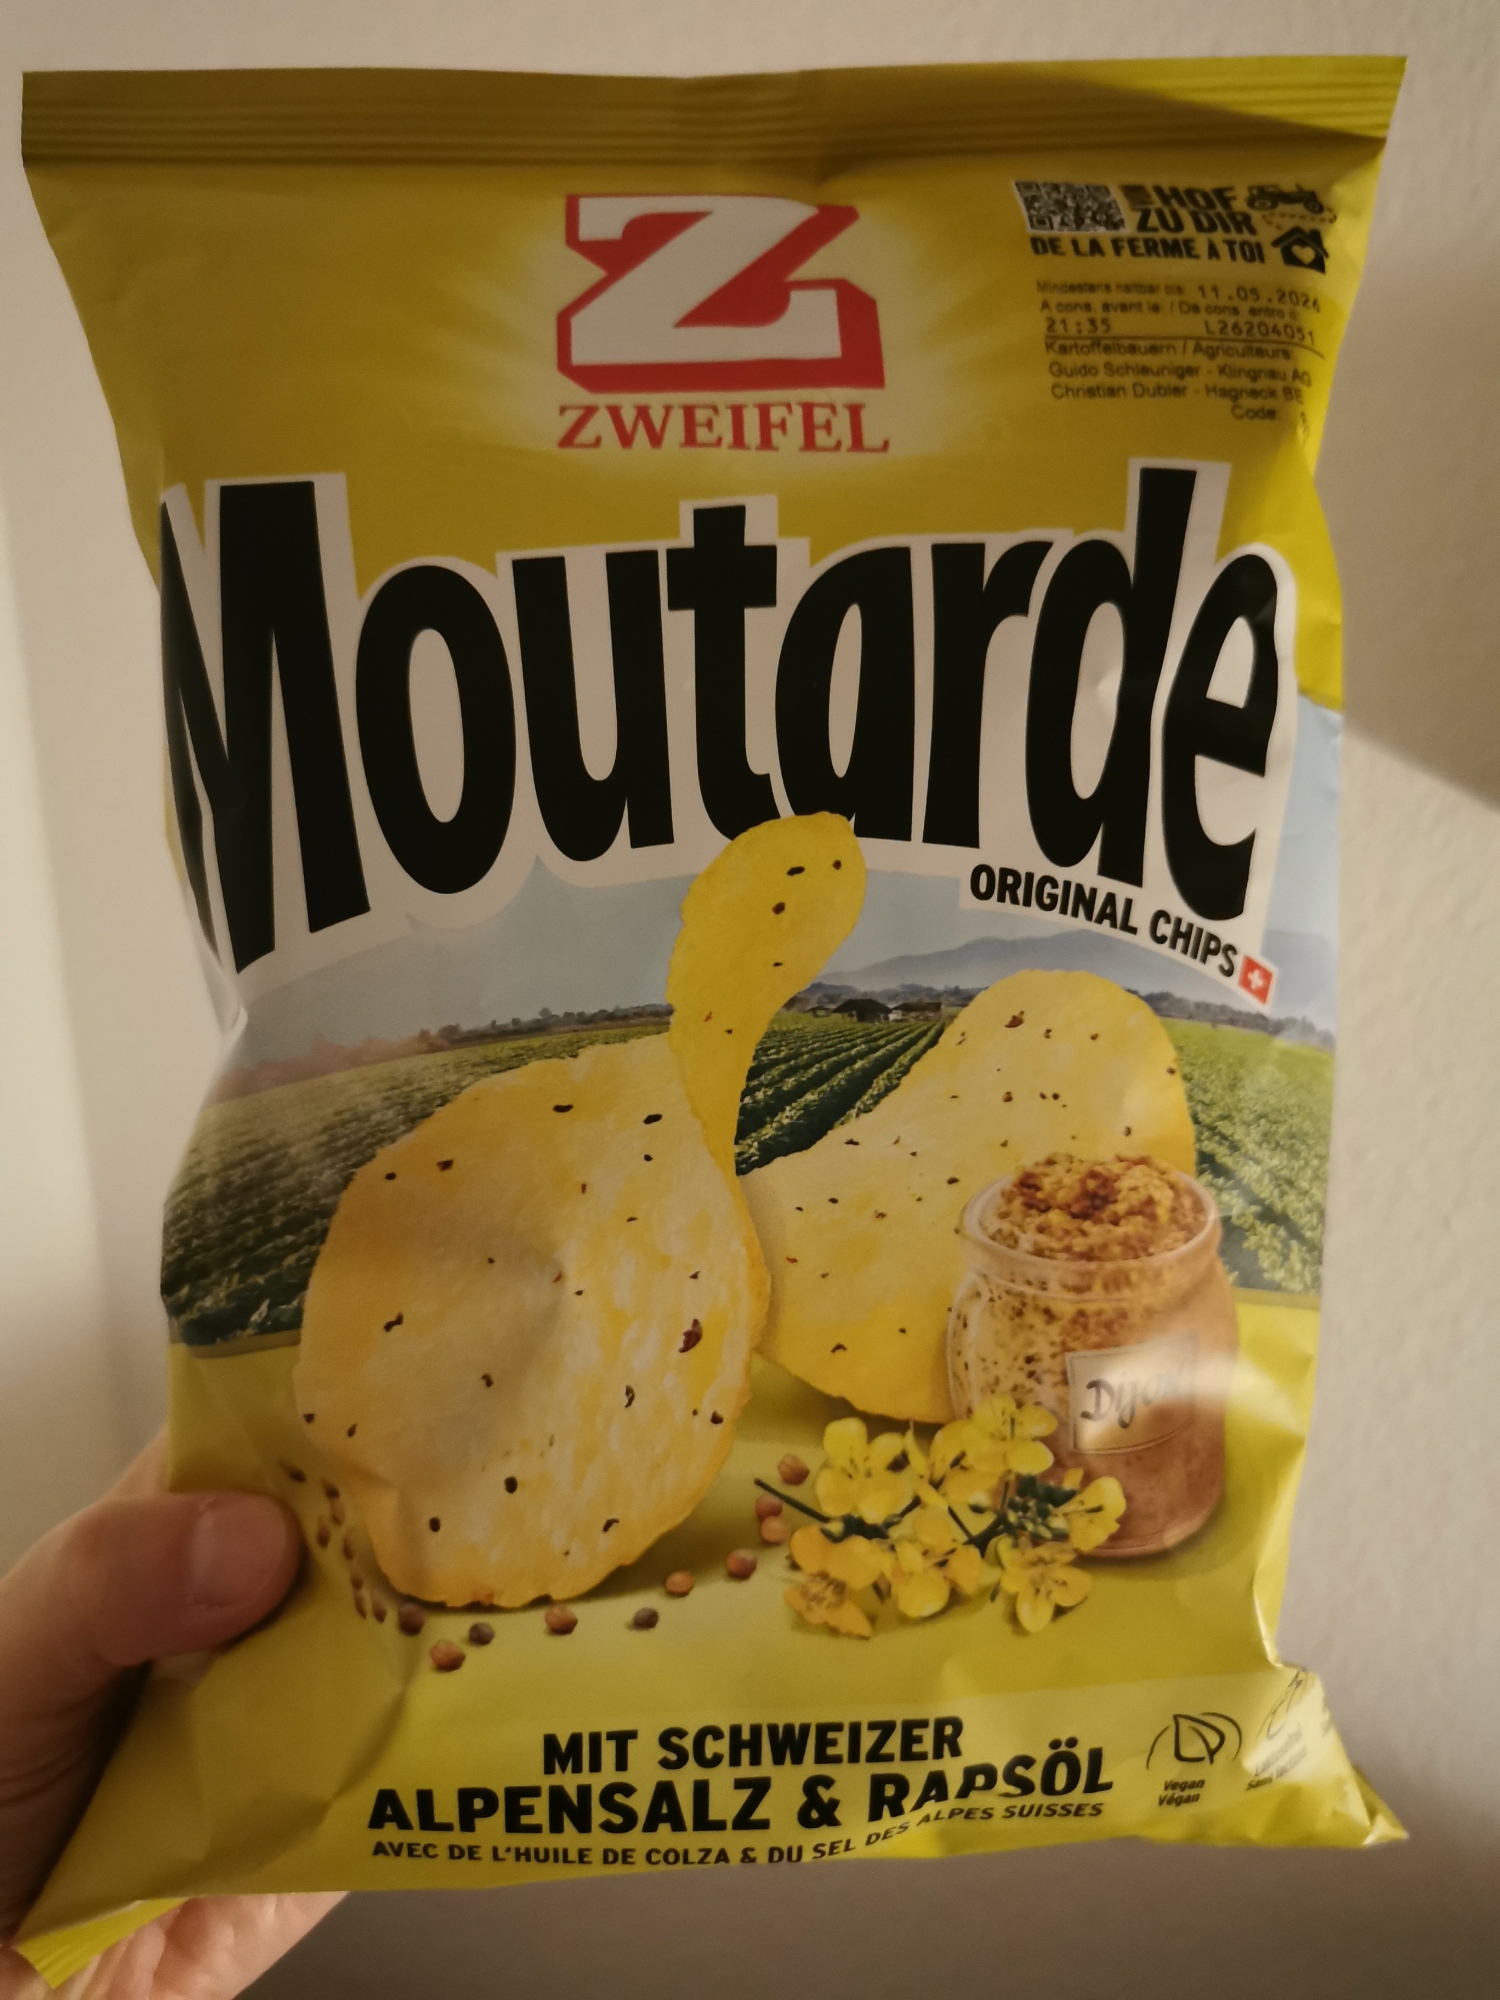 Z
ZWEIFEL
HOF
ZU DIR
DE LA FERME À TOI
Mindestens haltbar bis: 11.05.2026
A cons. avant le: / Da cons. entro il:
21:35 L26204051
Kartoffelbauern / Agriculteurs:
Guido Schleuniger - Klingnau AG
Christian Dubler - Hagneck BE
Code:
Moutarde
ORIGINAL CHIPS
Dijon
MIT SCHWEIZER
ALPENSALZ & RAPSÖL
AVEC DE L'HUILE DE COLZA & DU SEL DES ALPES SUISSES
Vegan
Végan
Sans